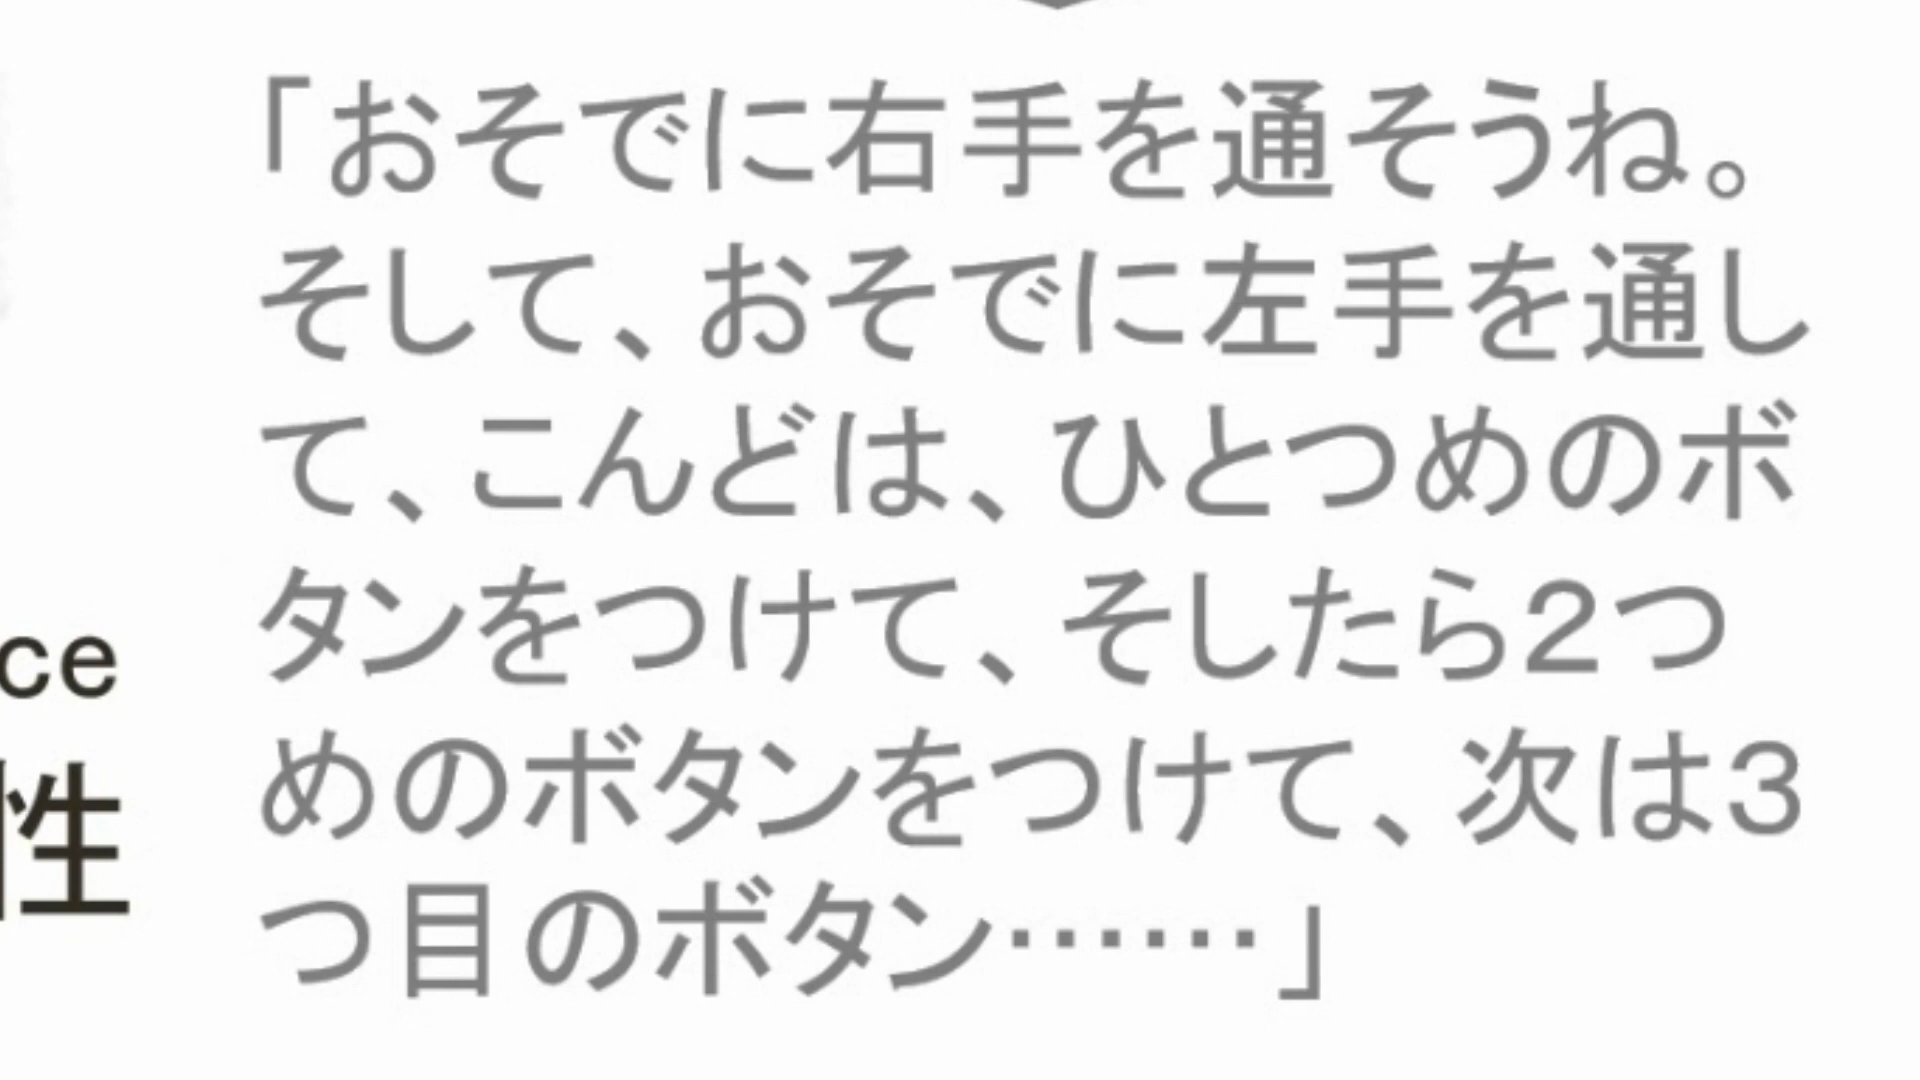 「おそでに右手を通そうね。
そして、おそでに左手を通し
て、こんどは、ひとつめのボ
タンをつけて、そしたら2つ
めのボタンをつけて、次は3
つ目のボタン……」
ce
性